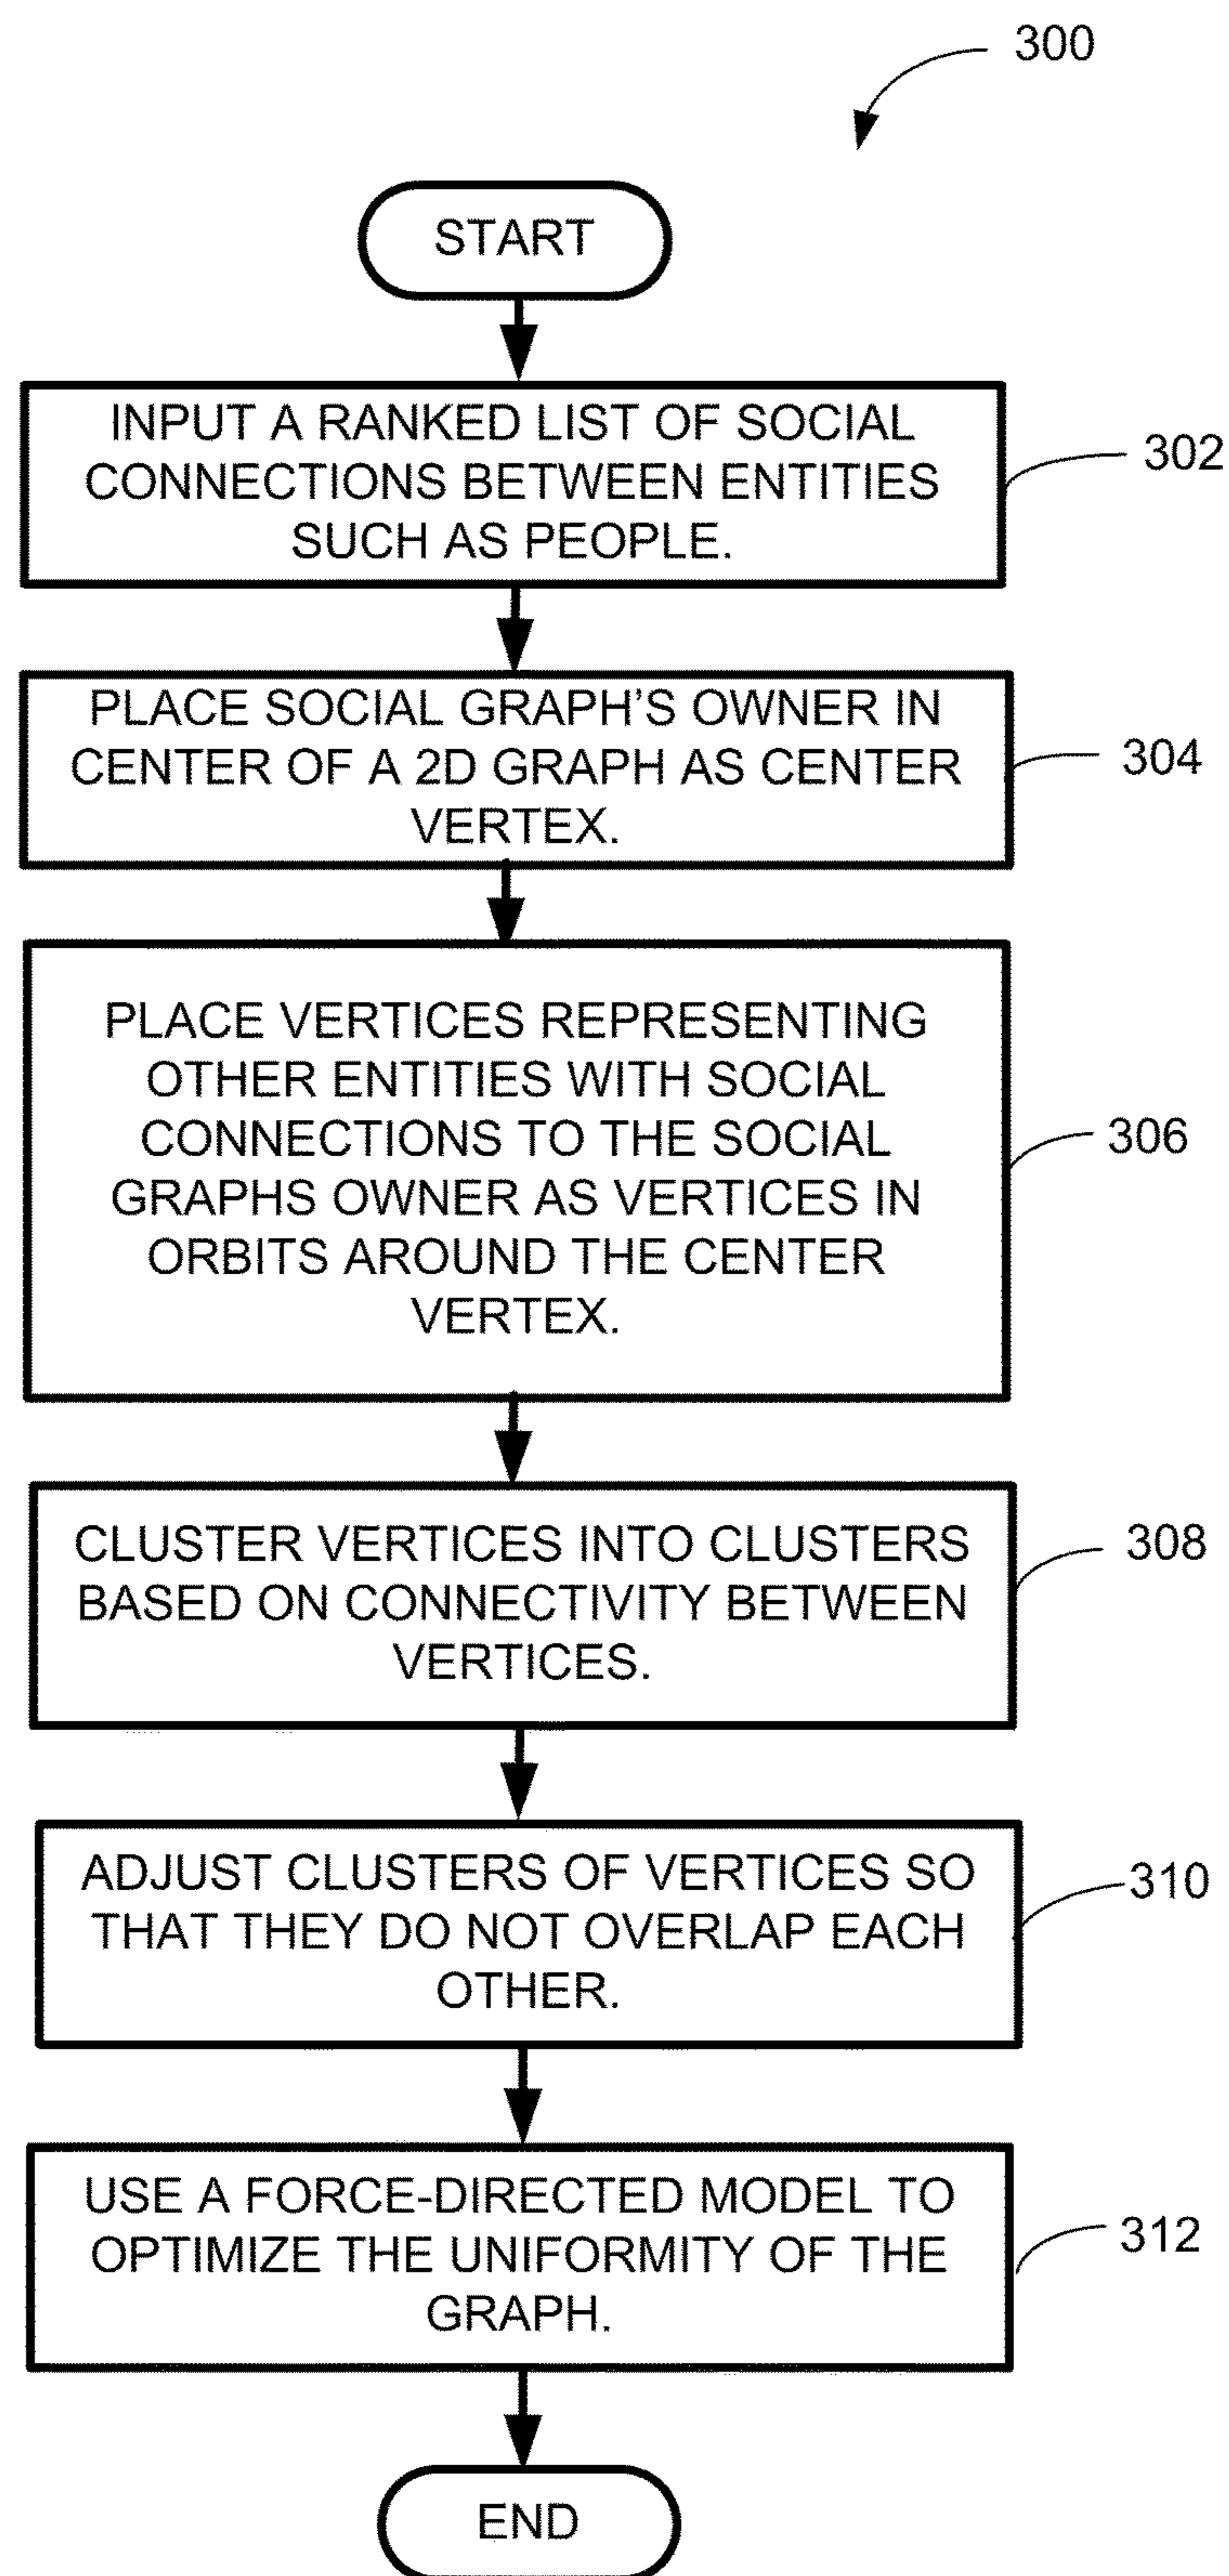 300
START
INPUT A RANKED LIST OF SOCIAL
CONNECTIONS BETWEEN ENTITIES
SUCH AS PEOPLE.
302
PLACE SOCIAL GRAPH’S OWNER IN
CENTER OF A 2D GRAPH AS CENTER
VERTEX.
304
PLACE VERTICES REPRESENTING
OTHER ENTITIES WITH SOCIAL
CONNECTIONS TO THE SOCIAL
GRAPHS OWNER AS VERTICES IN
ORBITS AROUND THE CENTER
VERTEX.
306
CLUSTER VERTICES INTO CLUSTERS
BASED ON CONNECTIVITY BETWEEN
VERTICES.
308
ADJUST CLUSTERS OF VERTICES SO
THAT THEY DO NOT OVERLAP EACH
OTHER.
310
USE A FORCE-DIRECTED MODEL TO
OPTIMIZE THE UNIFORMITY OF THE
GRAPH.
312
END